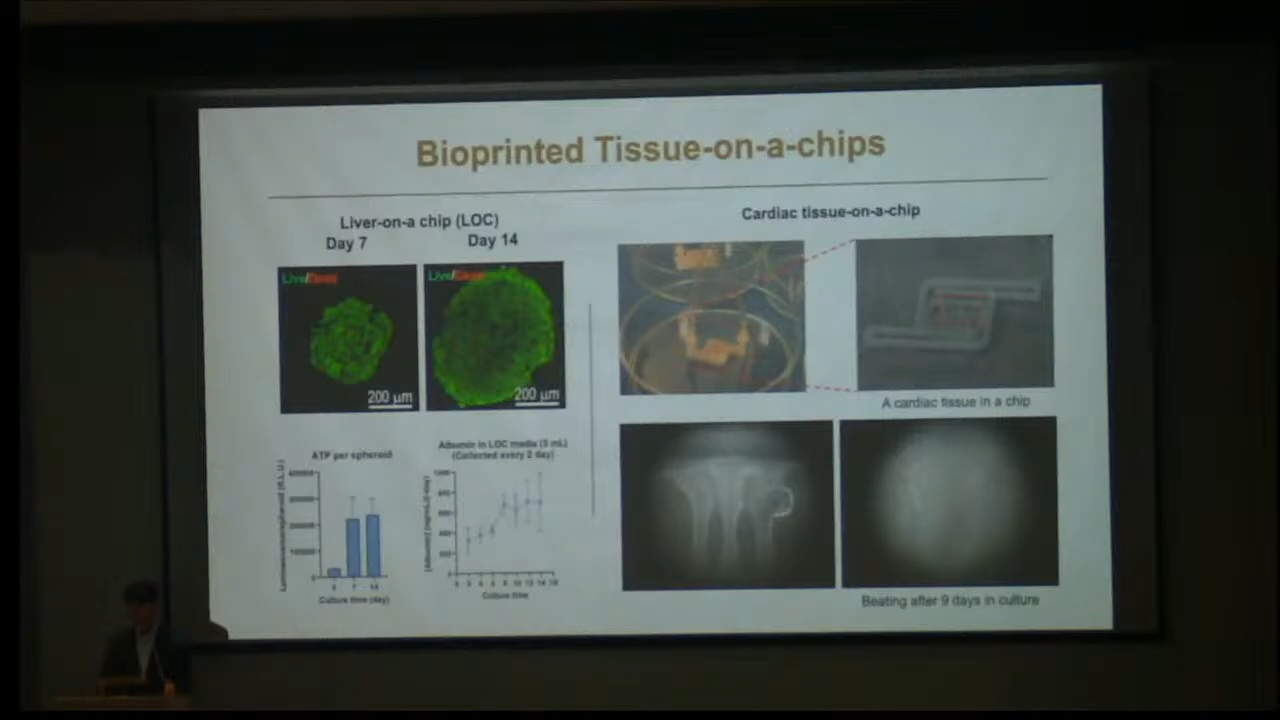 Bioprinted Tissue-on-a-chips
Liver-on-a chip (LOC)
Day 7
Day 14
Live/Dead
200 μm
Live/Dead
200 μm
ATP per spheroid
Culture time (day)
Albumin in LOC media (5 mL)
(Collected every 2 day)
Culture time
Cardiac tissue-on-a-chip
A cardiac tissue in a chip
Beating after 9 days in culture